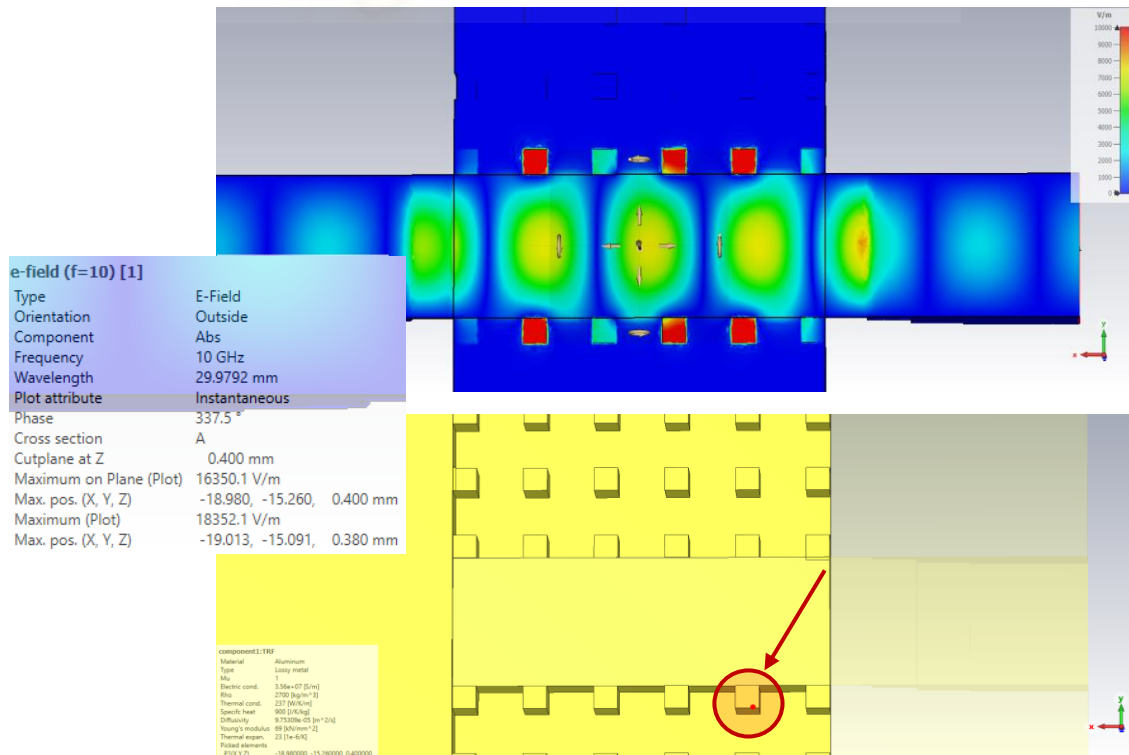 V/m
10000
9000
8000
7000
6000
5000
4000
3000
2000
1000
0
y
x
e-field (f=10) [1]
Type E-Field
Orientation Outside
Component Abs
Frequency 10 GHz
Wavelength 29.9792 mm
Plot attribute Instantaneous
Phase 337.5 °
Cross section A
Cutplane at Z 0.400 mm
Maximum on Plane (Plot) 16350.1 V/m
Max. pos. (X, Y, Z) -18.980, -15.260, 0.400 mm
Maximum (Plot) 18352.1 V/m
Max. pos. (X, Y, Z) -19.013, -15.091, 0.380 mm
component1:TRF
Material Aluminum
Type Lossy metal
Mu 1
Electric cond. 3.56e+07 [S/m]
Rho 2700 [kg/m^3]
Thermal cond. 237 [W/K/m]
Specific heat 900 [J/K/kg]
Diffusivity 9.75309e-05 [m^2/s]
Young's modulus 69 [kN/mm^2]
Thermal expan. 23 [1e-6/K]
Picked elements
P1(X,Y,Z) -18.980000, -15.260000, 0.400000
y
x